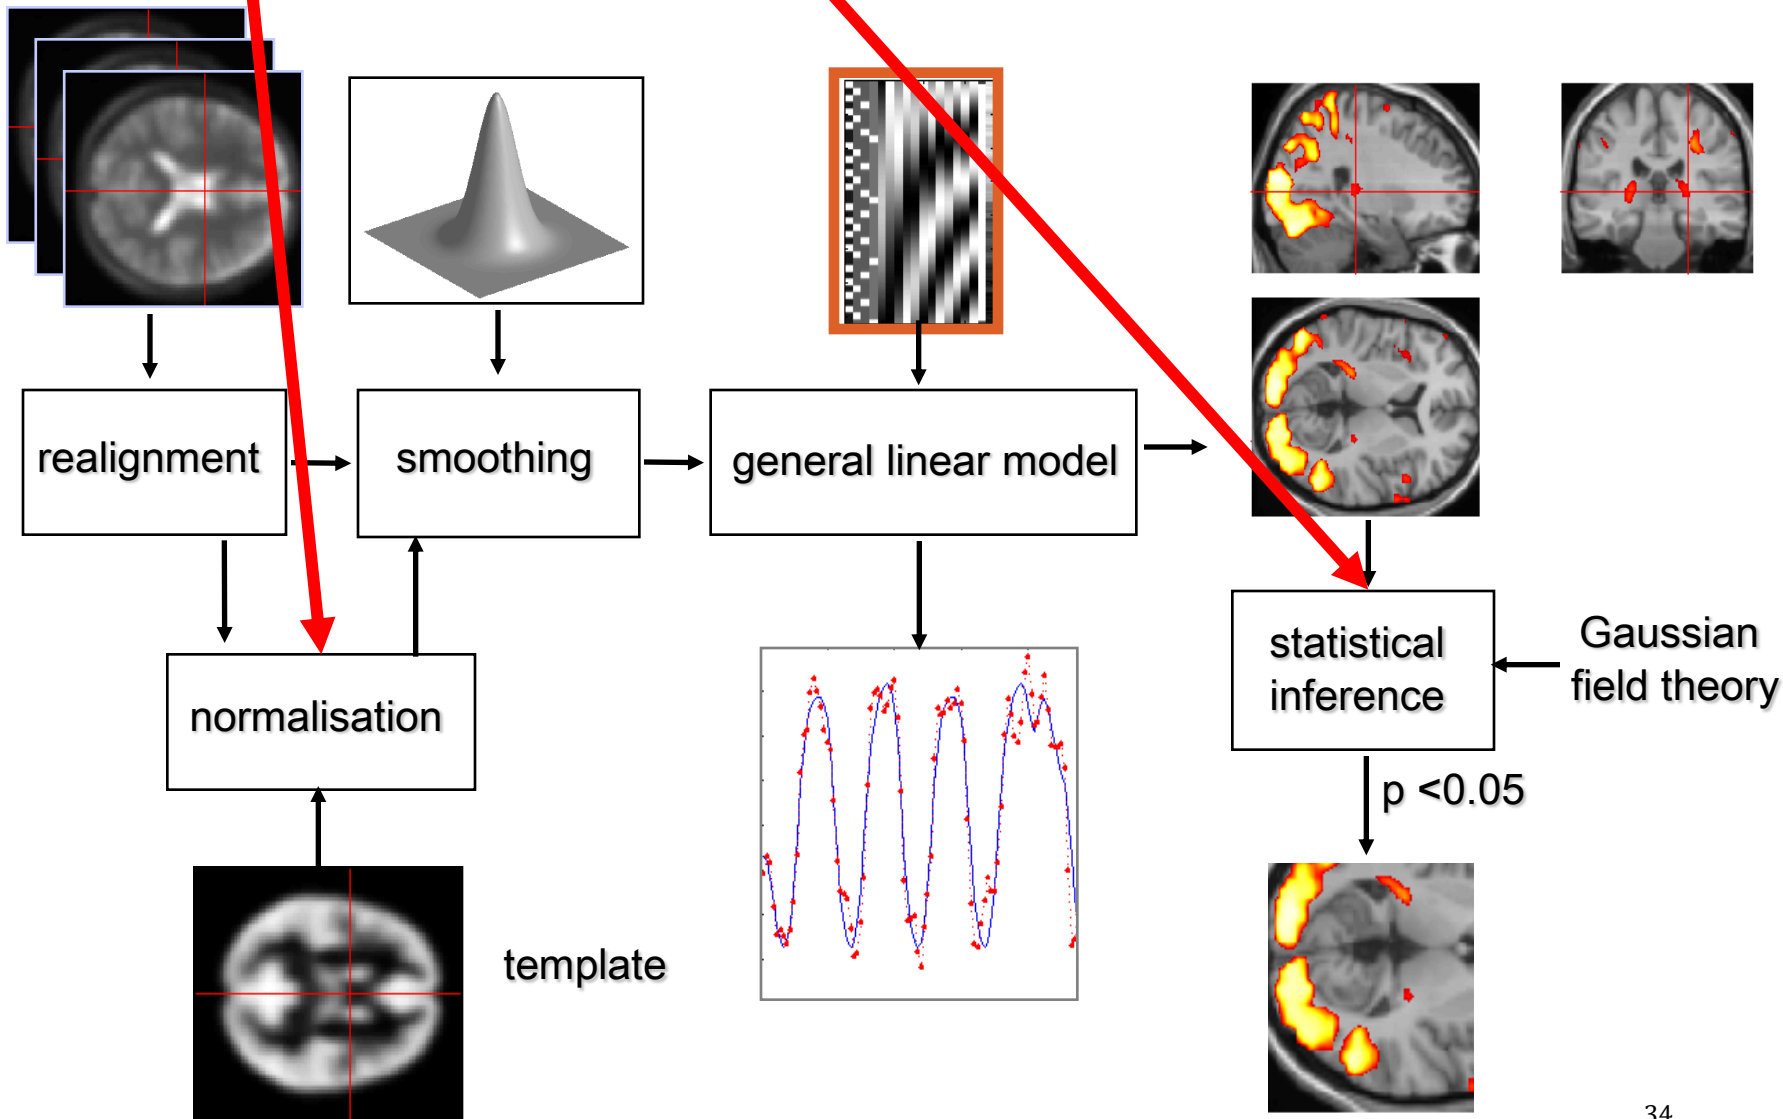 realignment
smoothing
general linear model
statistical
inference
Gaussian
field theory
normalisation
p <0.05
template
34